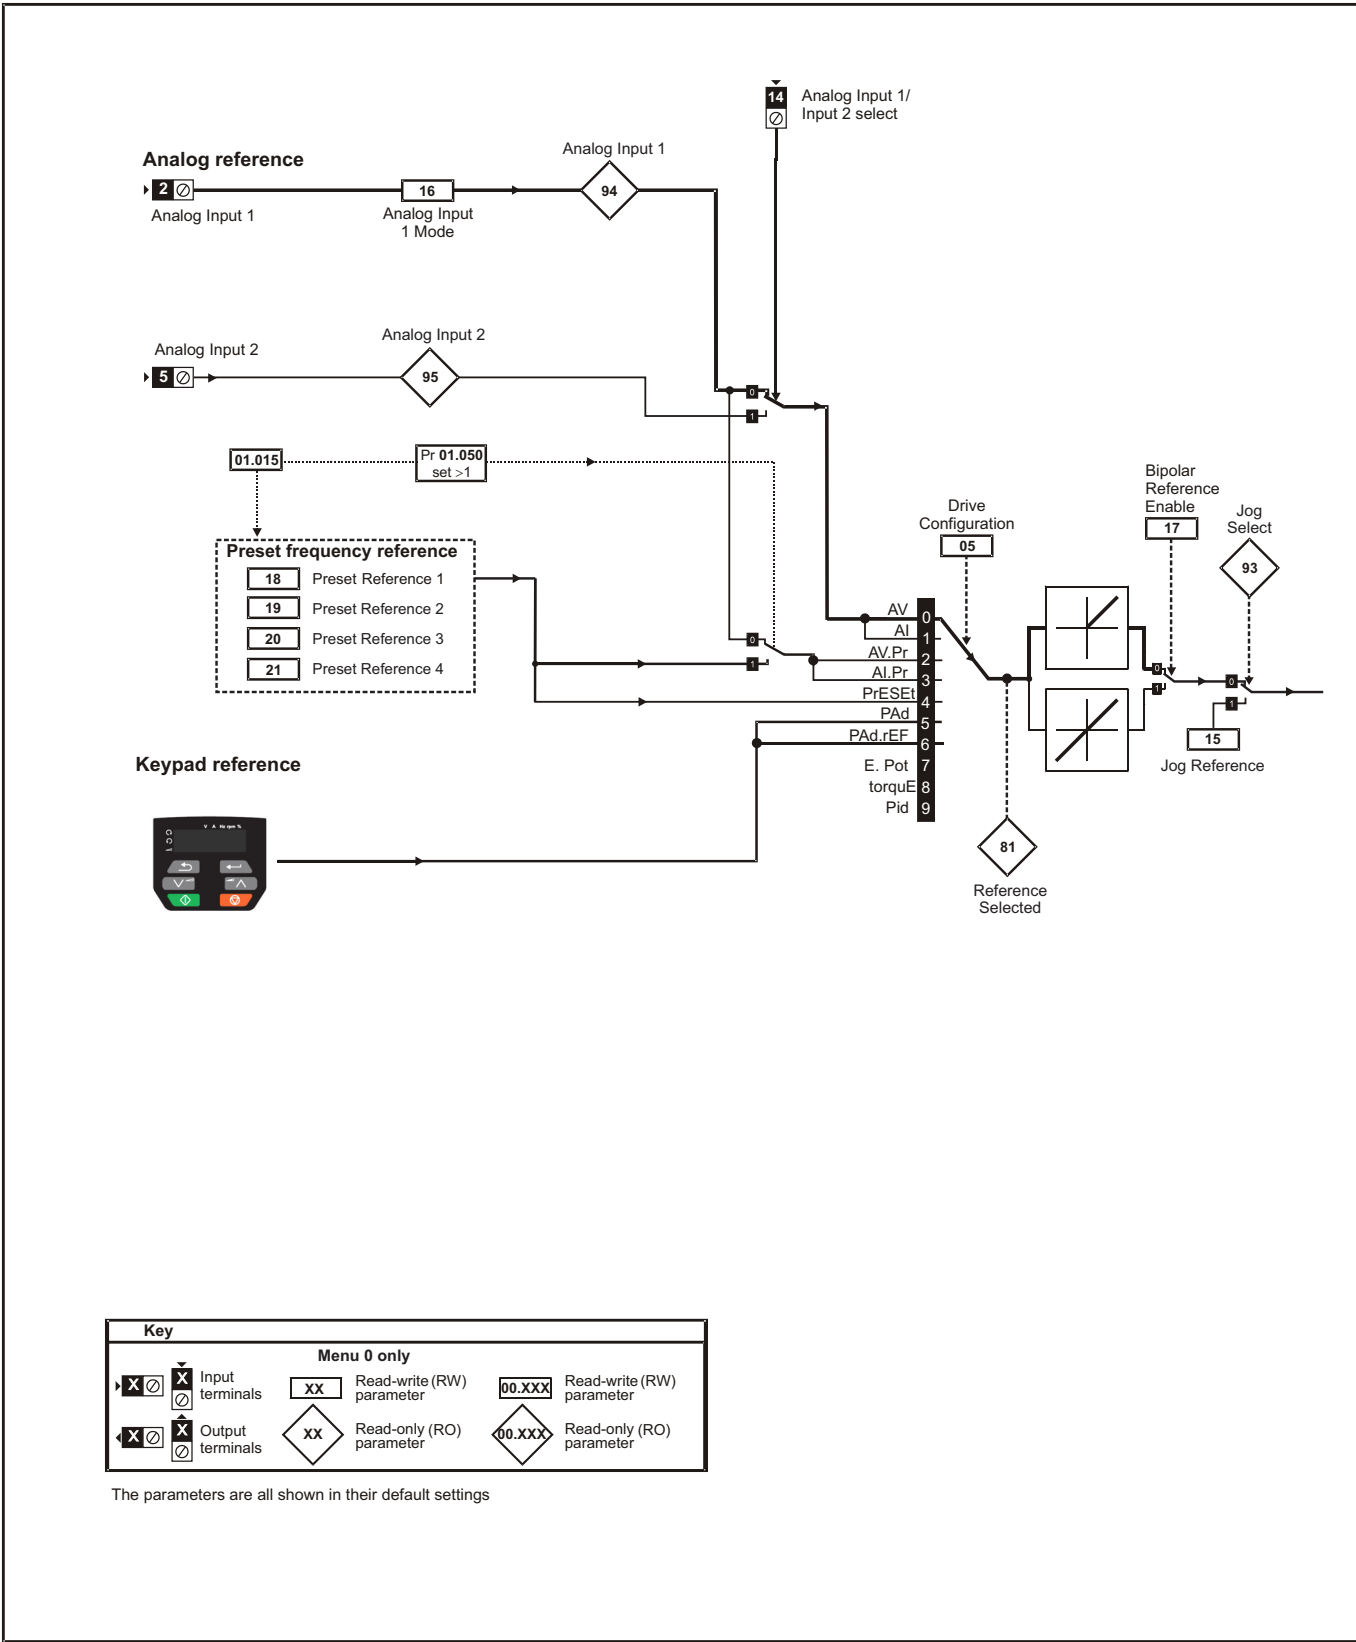 14
Analog Input 1/
Input 2 select
Analog reference
Analog Input 1
2
16
94
Analog Input 1
Analog Input
1 Mode
Analog Input 2
Analog Input 2
5
95
0
1
01.015
Pr 01.050
set >1
Preset frequency reference
18 Preset Reference 1
19 Preset Reference 2
20 Preset Reference 3
21 Preset Reference 4
0
1
Drive
Configuration
05
Bipolar
Reference
Enable
17
Jog
Select
93
AV 0
AI 1
AV.Pr 2
AI.Pr 3
PrESEt 4
PAd 5
PAd.rEF 6
E. Pot 7
torquE 8
Pid 9
0
1
0
1
15
Jog Reference
81
Reference
Selected
Keypad reference
V A Hz rpm %
Key
Menu 0 only
X
X
Input
terminals
XX
Read-write (RW)
parameter
00.XXX
Read-write (RW)
parameter
X
X
Output
terminals
XX
Read-only (RO)
parameter
00.XXX
Read-only (RO)
parameter
The parameters are all shown in their default settings